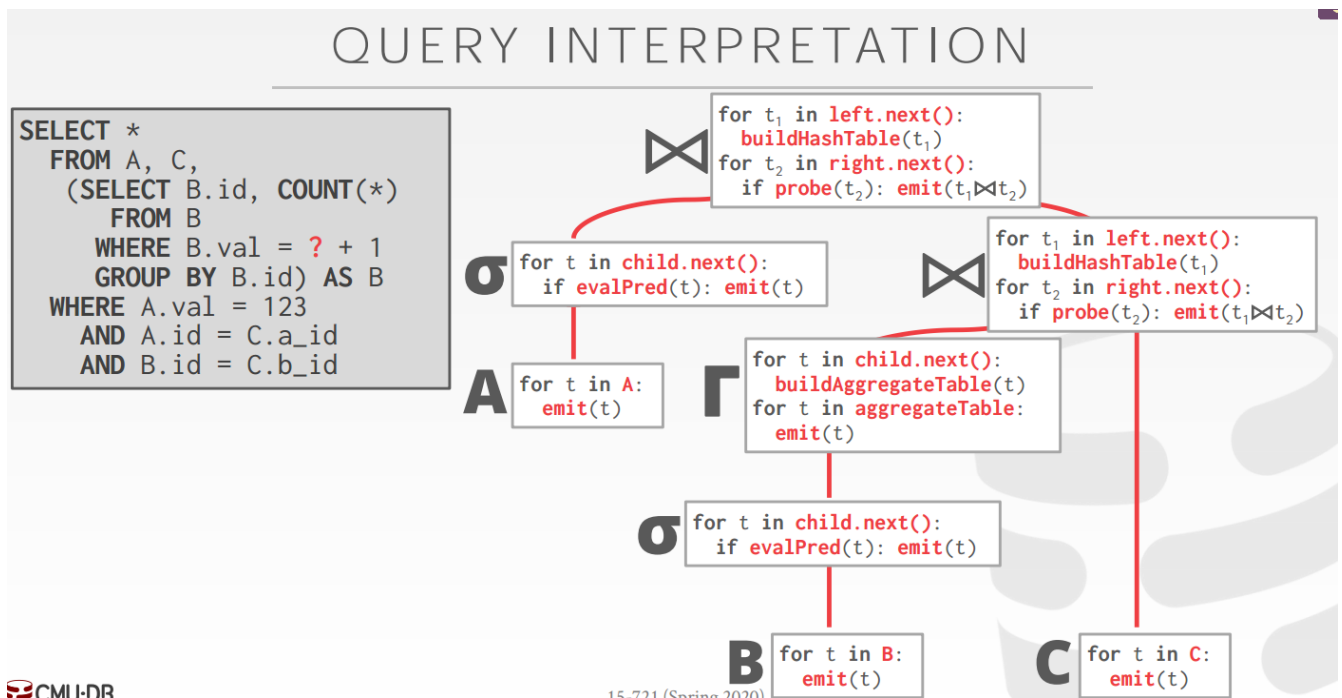 QUERY INTERPRETATION
SELECT *
FROM A, C,
(SELECT B.id, COUNT(*)
FROM B
WHERE B.val = ? + 1
GROUP BY B.id) AS B
WHERE A.val = 123
AND A.id = C.a_id
AND B.id = C.b_id
⋈
for t₁ in left.next():
buildHashTable(t₁)
for t₂ in right.next():
if probe(t₂): emit(t₁⋈t₂)
σ
for t in child.next():
if evalPred(t): emit(t)
⋈
for t₁ in left.next():
buildHashTable(t₁)
for t₂ in right.next():
if probe(t₂): emit(t₁⋈t₂)
A
for t in A:
emit(t)
Γ
for t in child.next():
buildAggregateTable(t)
for t in aggregateTable:
emit(t)
σ
for t in child.next():
if evalPred(t): emit(t)
B
for t in B:
emit(t)
C
for t in C:
emit(t)
CMU·DB
15-721 (Spring 2020)